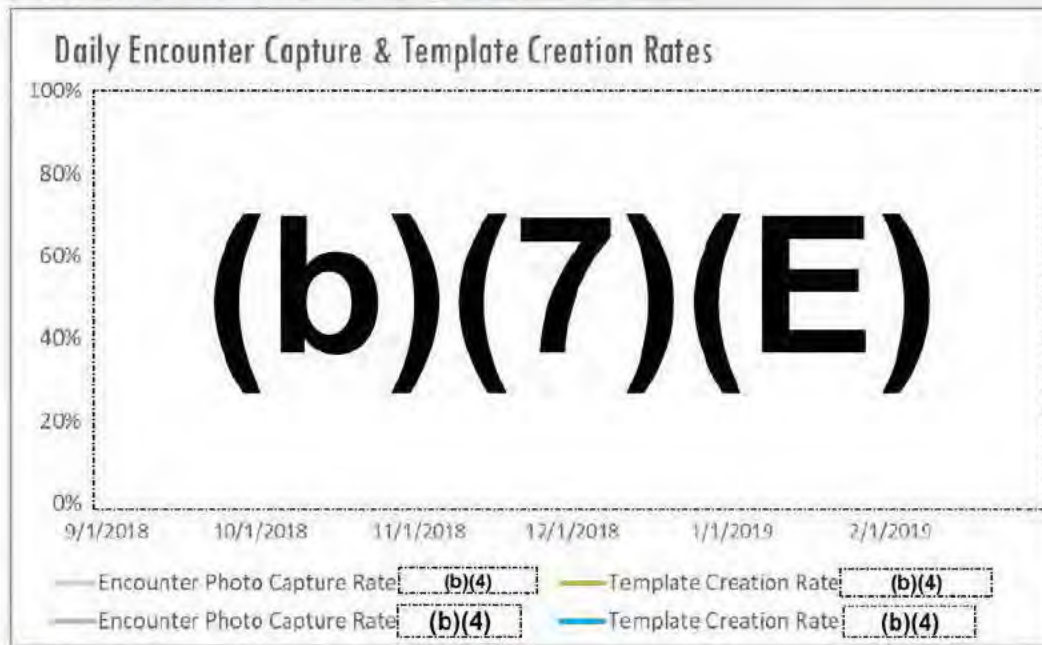 Daily Encounter Capture & Template Creation Rates
100%
80%
60%
40%
20%
0%
(b)(7)(E)
9/1/2018 10/1/2018 11/1/2018 12/1/2018 1/1/2019 2/1/2019
Encounter Photo Capture Rate (b)(4) Template Creation Rate (b)(4)
Encounter Photo Capture Rate (b)(4) Template Creation Rate (b)(4)